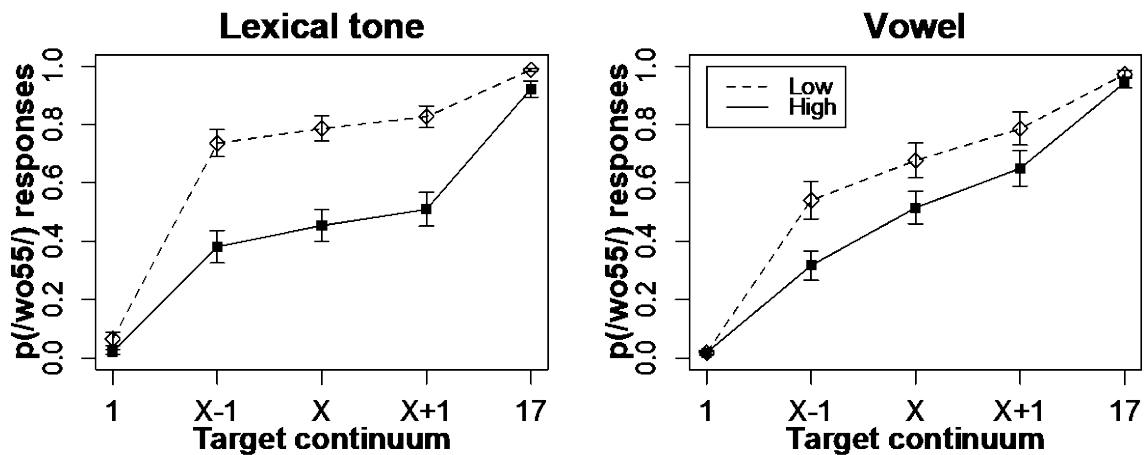 Lexical tone
p(/wo55/) responses
0.0 0.2 0.4 0.6 0.8 1.0
1 X-1 X X+1 17
Target continuum
Vowel
Low
High
p(/wo55/) responses
0.0 0.2 0.4 0.6 0.8 1.0
1 X-1 X X+1 17
Target continuum